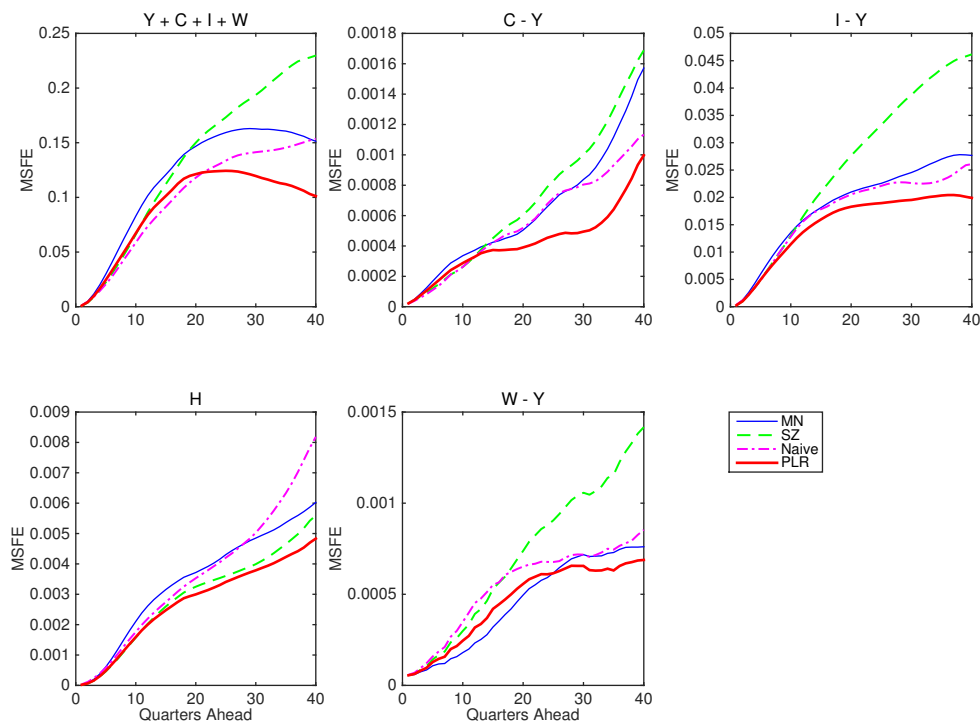 Y + C + I + W
0.25
0.2
0.15
0.1
0.05
0
MSFE
0 10 20 30 40
C - Y
0.0018
0.0016
0.0014
0.0012
0.001
0.0008
0.0006
0.0004
0.0002
0
MSFE
0 10 20 30 40
I - Y
0.05
0.045
0.04
0.035
0.03
0.025
0.02
0.015
0.01
0.005
0
MSFE
0 10 20 30 40
H
0.009
0.008
0.007
0.006
0.005
0.004
0.003
0.002
0.001
0
MSFE
0 10 20 30 40
Quarters Ahead
W - Y
0.0015
0.001
0.0005
0
MSFE
0 10 20 30 40
Quarters Ahead
MN
SZ
Naive
PLR